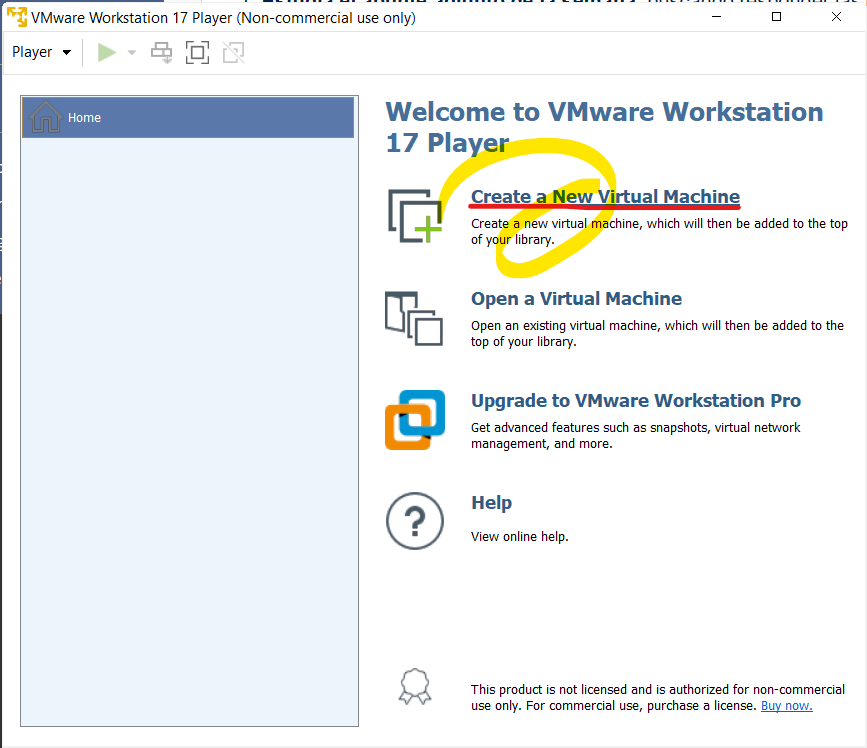 VMware Workstation 17 Player (Non-commercial use only)
Player
Home
Welcome to VMware Workstation
17 Player
Create a New Virtual Machine
Create a new virtual machine, which will then be added to the top
of your library.
Open a Virtual Machine
Open an existing virtual machine, which will then be added to the
top of your library.
Upgrade to VMware Workstation Pro
Get advanced features such as snapshots, virtual network
management, and more.
Help
View online help.
This product is not licensed and is authorized for non-commercial
use only. For commercial use, purchase a license. Buy now.